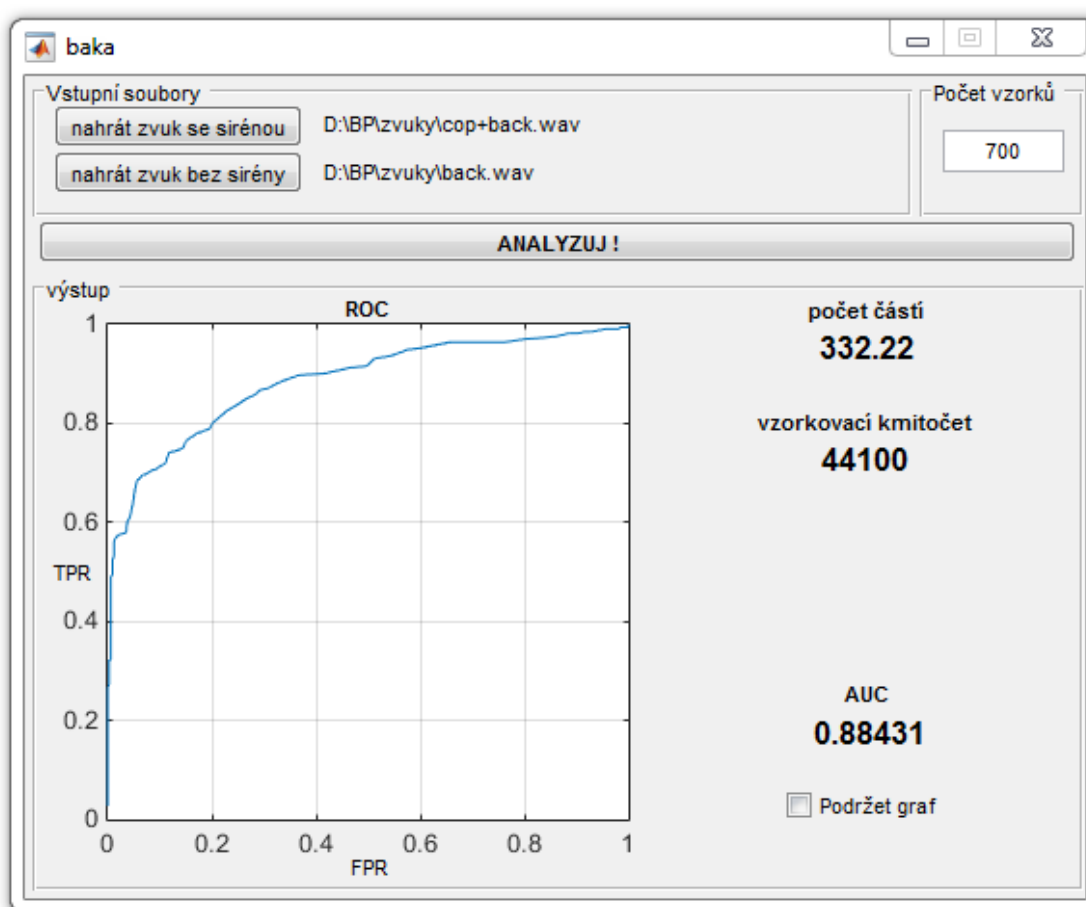 baka
Vstupní soubory
nahrát zvuk se sirénou
D:\BP\zvuky\cop+back.wav
nahrát zvuk bez sirény
D:\BP\zvuky\back.wav
Počet vzorků
700
ANALYZUJ !
výstup
ROC
1
0.8
0.6
TPR
0.4
0.2
0
0
0.2
0.4
0.6
0.8
1
FPR
počet částí
332.22
vzorkovací kmitočet
44100
AUC
0.88431
Podržet graf